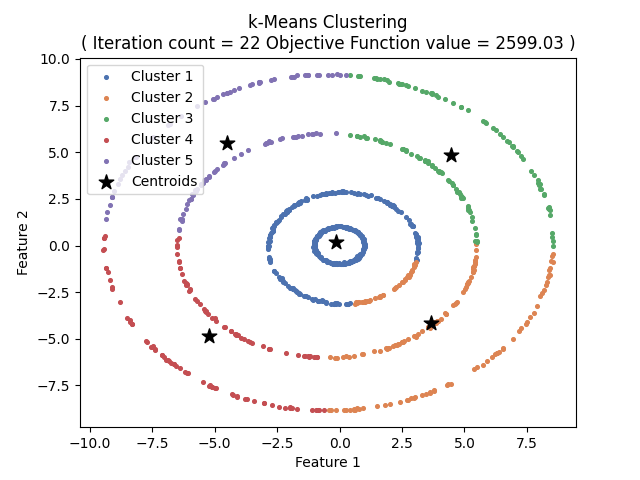 k-Means Clustering
( Iteration count = 22 Objective Function value = 2599.03 )
10.0
7.5
5.0
2.5
0.0
−2.5
−5.0
−7.5
Feature 2
Cluster 1
Cluster 2
Cluster 3
Cluster 4
Cluster 5
Centroids
−10.0 −7.5 −5.0 −2.5 0.0 2.5 5.0 7.5
Feature 1